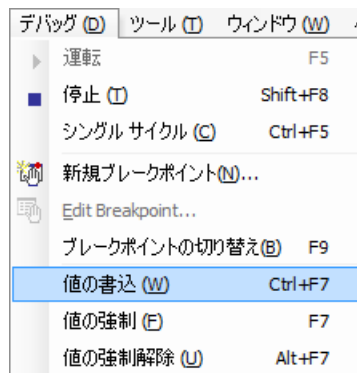 デバッグ (D) ツール (T) ウィンドウ (W)
運転 F5
停止 (T) Shift+F8
シングル サイクル (C) Ctrl+F5
新規ブレークポイント(N)...
Edit Breakpoint...
ブレークポイントの切り替え(B) F9
値の書込 (W) Ctrl+F7
値の強制 (F) F7
値の強制解除 (U) Alt+F7